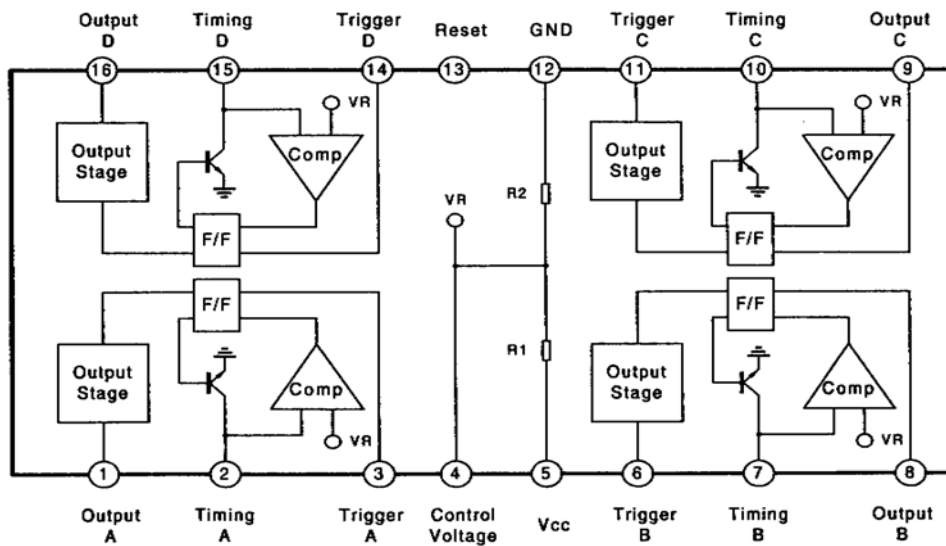 Output Timing Trigger Reset GND Trigger Timing Output
D D D C C C
16 15 14 13 12 11 10 9
VR VR
Output Stage Comp Output Stage Comp
R2
VR
F/F F/F
F/F F/F
R1
Output Stage Comp Output Stage Comp
VR VR
1 2 3 4 5 6 7 8
Output Timing Trigger Control Vcc Trigger Timing Output
A A A Voltage B B B